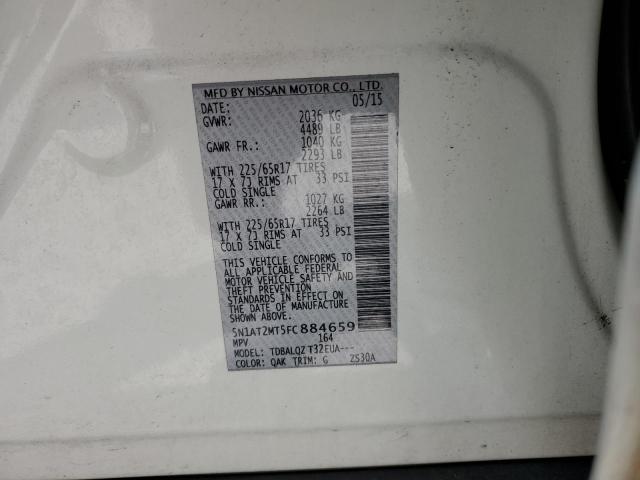 MFD BY NISSAN MOTOR CO., LTD.
DATE: 05/15
GVWR: 2036 KG
4489 LB
GAWR FR.: 1040 KG
2293 LB
WITH 225/65R17 TIRES
17 X 7J RIMS AT 33 PSI
COLD SINGLE
GAWR RR.: 1027 KG
2264 LB
WITH 225/65R17 TIRES
17 X 7J RIMS AT 33 PSI
COLD SINGLE
THIS VEHICLE CONFORMS TO
ALL APPLICABLE FEDERAL
MOTOR VEHICLE SAFETY AND
THEFT PREVENTION
STANDARDS IN EFFECT ON
THE DATE OF MANUFACTURE
SHOWN ABOVE.
5N1AT2MT5FC884659
MPV 164
MODEL: TDBALQZ T32EUA---
COLOR: QAK TRIM: G ZS30A